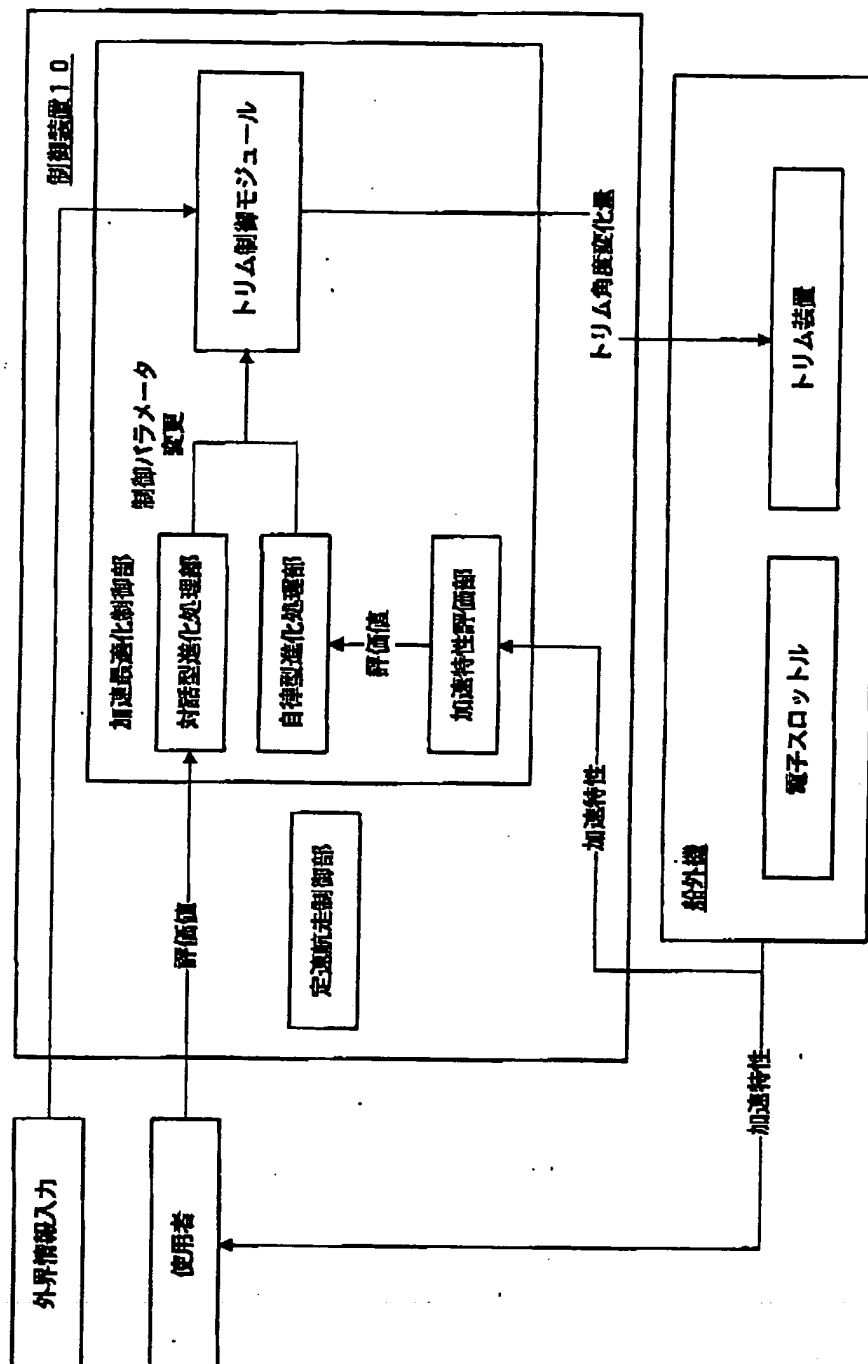 外界情報入力
使用者
評価値
制御装置１０
加速最適化制御部
対話型進化処理部
自律型進化処理部
評価値
加速特性評価部
制御パラメータ
変更
トリム制御モジュール
定速航走制御部
加速特性
トリム角度変化量
船外機
電子スロットル
トリム装置
加速特性